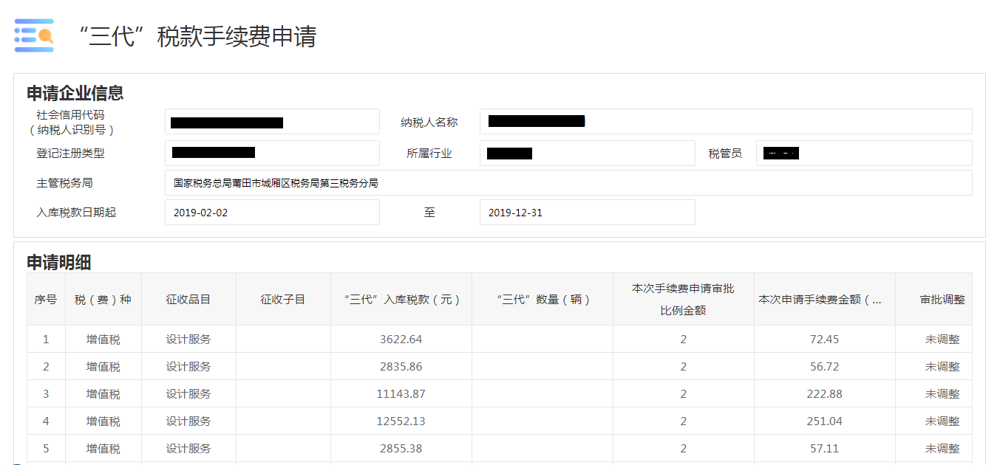 “三代”税款手续费申请
申请企业信息
社会信用代码
（纳税人识别号）
纳税人名称
登记注册类型
所属行业
税管员
主管税务局
国家税务总局莆田市城厢区税务局第三税务分局
入库税款日期起
2019-02-02
至
2019-12-31
申请明细
序号 税（费）种 征收品目 征收子目 “三代”入库税款（元） “三代”数量（辆） 本次手续费申请审批 本次申请手续费金额（... 审批调整
比例金额
1 增值税 设计服务 3622.64 2 72.45 未调整
2 增值税 设计服务 2835.86 2 56.72 未调整
3 增值税 设计服务 11143.87 2 222.88 未调整
4 增值税 设计服务 12552.13 2 251.04 未调整
5 增值税 设计服务 2855.38 2 57.11 未调整